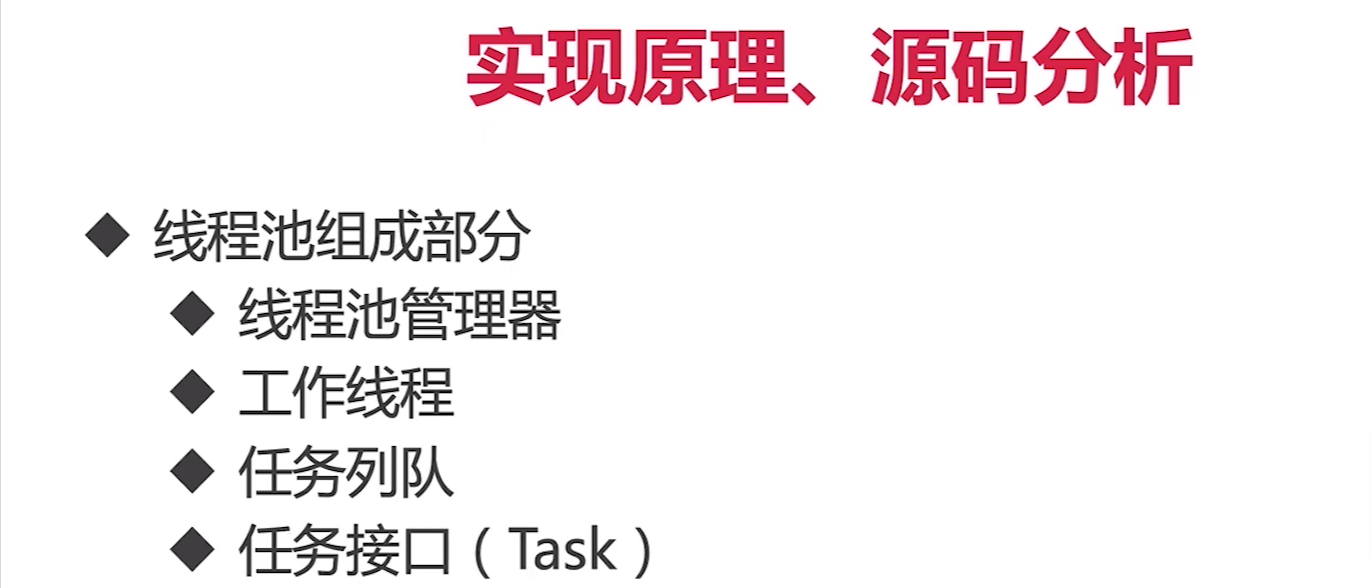 实现原理、源码分析
◆ 线程池组成部分
◆ 线程池管理器
◆ 工作线程
◆ 任务列队
◆ 任务接口（Task）